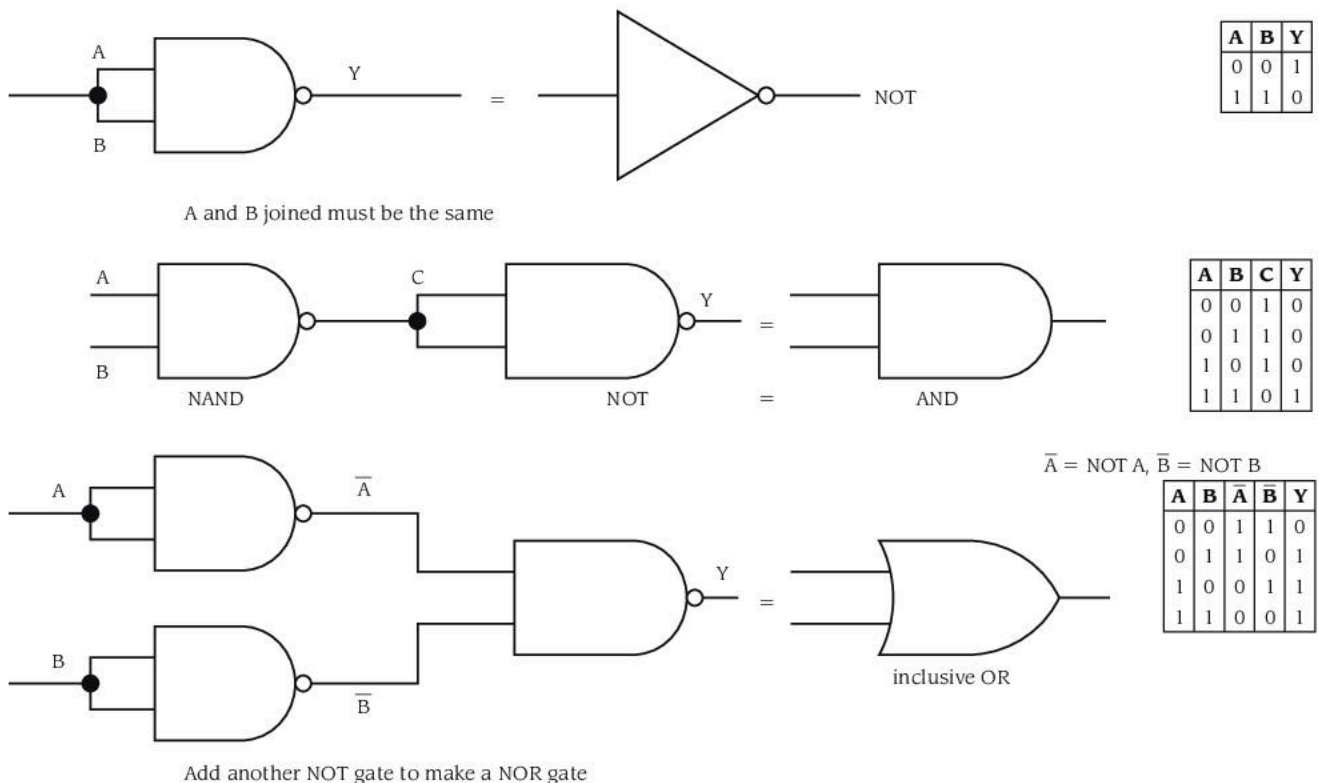 A
B
Y
=
NOT
A B Y
0 0 1
1 1 0
A and B joined must be the same
A
B
C
Y
=
NAND
NOT
=
AND
A B C Y
0 0 1 0
0 1 1 0
1 0 1 0
1 1 0 1
A̅ = NOT A, B̅ = NOT B
A
A̅
B
B̅
Y
=
inclusive OR
A B A̅ B̅ Y
0 0 1 1 0
0 1 1 0 1
1 0 0 1 1
1 1 0 0 1
Add another NOT gate to make a NOR gate